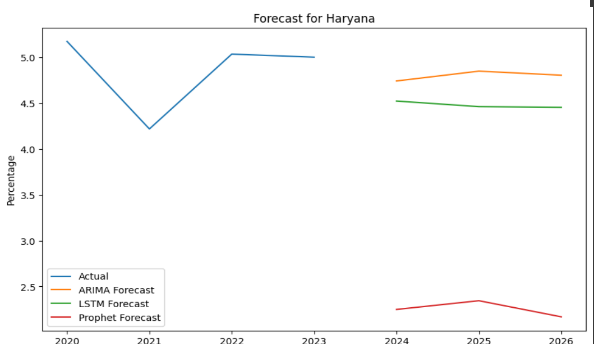 Forecast for Haryana
Percentage
5.0
4.5
4.0
3.5
3.0
2.5
Actual
ARIMA Forecast
LSTM Forecast
Prophet Forecast
2020 2021 2022 2023 2024 2025 2026